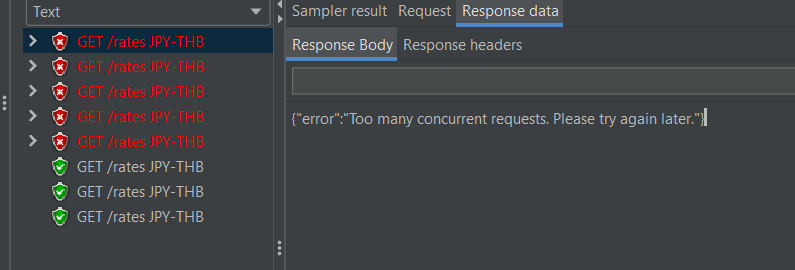 Text
Sampler result Request Response data
GET /rates JPY-THB
Response Body Response headers
GET /rates JPY-THB
GET /rates JPY-THB
GET /rates JPY-THB
{"error":"Too many concurrent requests. Please try again later."}
GET /rates JPY-THB
GET /rates JPY-THB
GET /rates JPY-THB
GET /rates JPY-THB